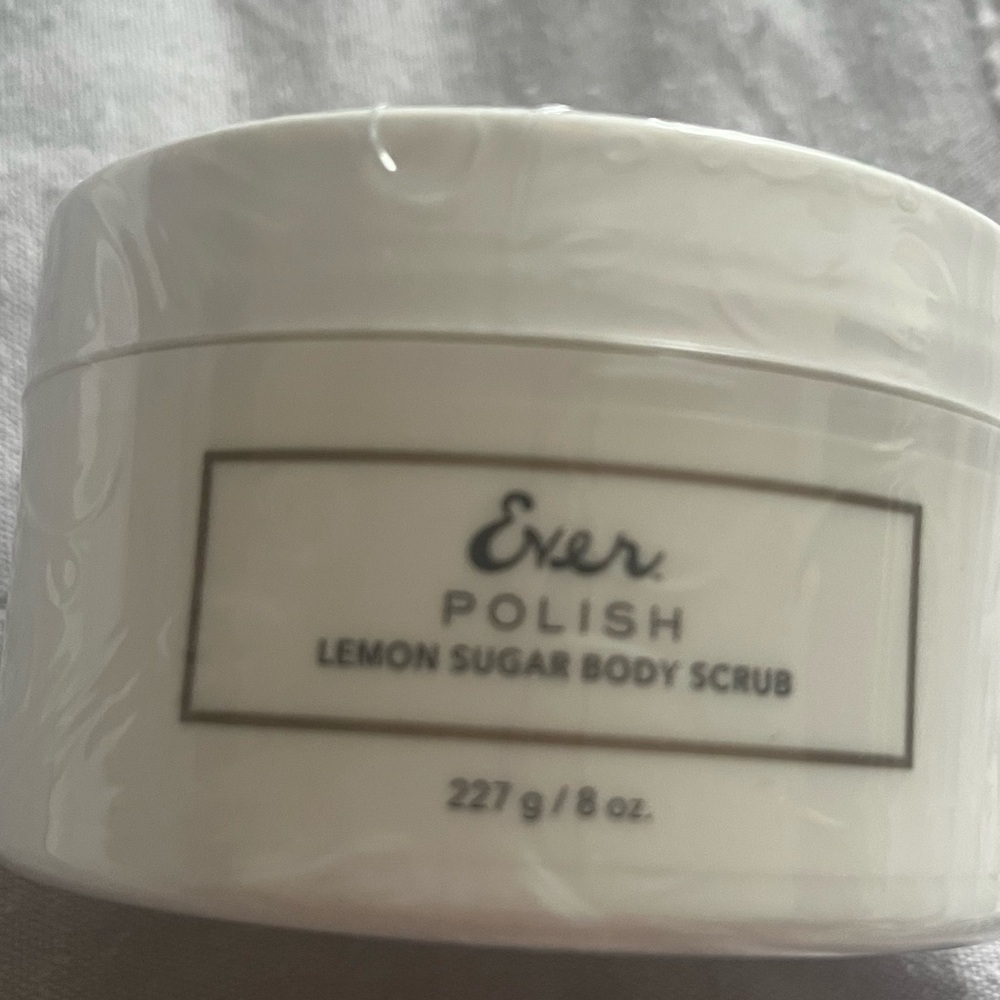 Ever.
POLISH
LEMON SUGAR BODY SCRUB
227 g / 8 oz.